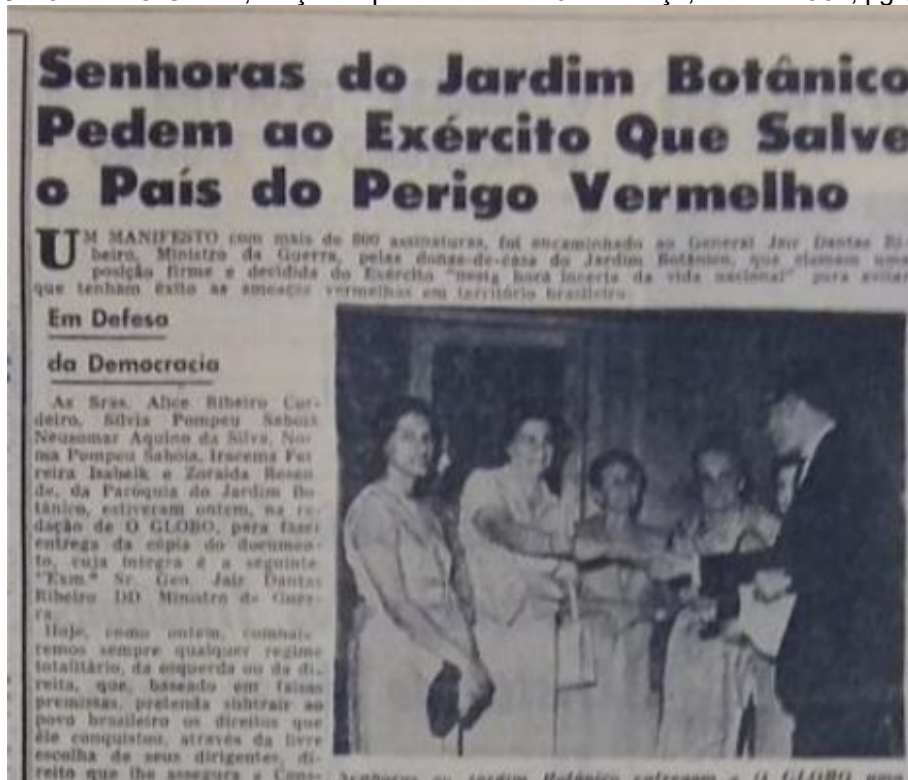 Senhoras do Jardim Botânico
Pedem ao Exército Que Salve
o País do Perigo Vermelho
UM MANIFESTO com mais de 800 assinaturas, foi encaminhado ao General Jair Dantas Ri-
beiro, Ministro da Guerra, pelas donas-de-casa do Jardim Botânico, que clamam uma
posição firme e decidida do Exército "nesta hora incerta da vida nacional" para evitar
que tenham êxito as ameaças vermelhas em território brasileiro.
Em Defesa
da Democracia
As Sras. Alice Ribeiro Cor-
deiro, Silvia Pompeu Saboia
Neusomar Aquino da Silva, Nor-
ma Pompeu Saboia, Iracema Fer
reira Isabelk e Zoraida Resen
de, da Paróquia do Jardim Bo-
tânico, estiveram ontem, na re-
dação de O GLOBO, para fazer
entrega da cópia do documen-
to, cuja íntegra é a seguinte
"Exm.º Sr. Gen. Jair Dantas
Ribeiro DD Ministro da Guer-
ra
Hoje, como ontem, combate-
remos sempre qualquer regime
totalitário, da esquerda ou da di-
reita, que, baseado em falsas
premissas, pretenda subtrair ao
povo brasileiro os direitos que
êle conquistou, através da livre
escolha de seus dirigentes, di-
reito que lhe assegura a Cons-
Senhoras do Jardim Botânico entregam a O GLOBO